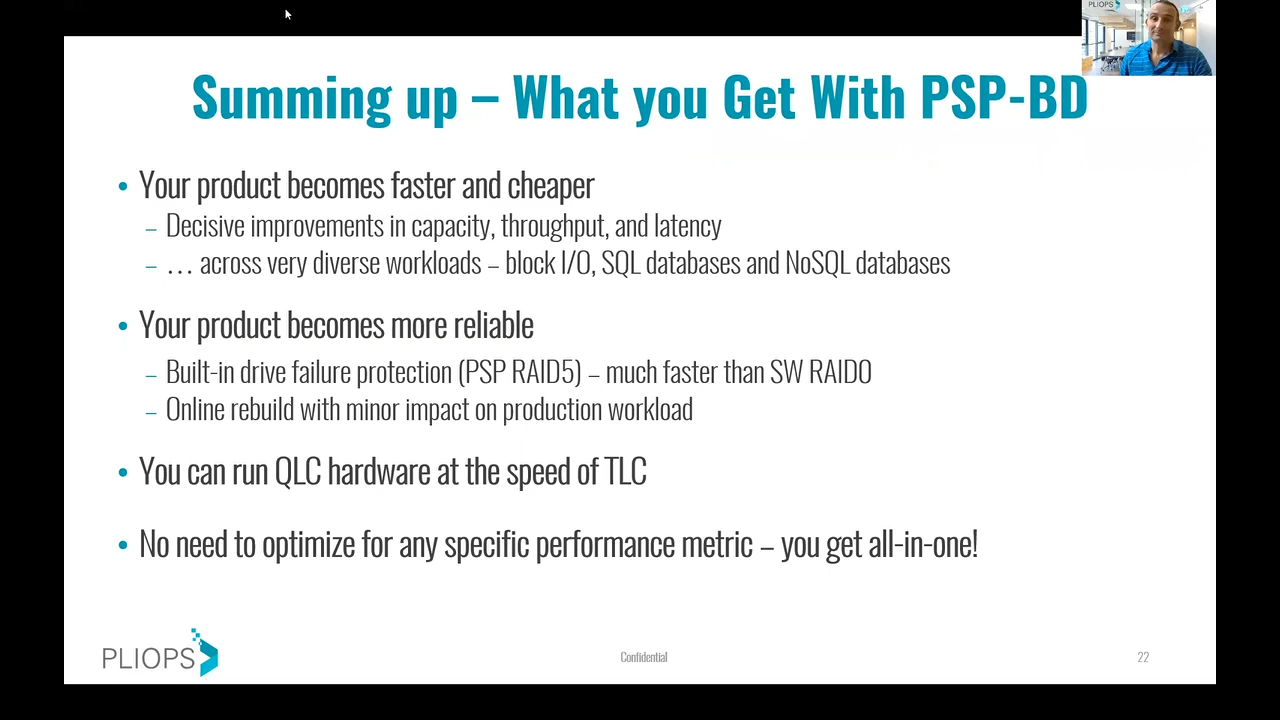 PLIOPS
Summing up – What you Get With PSP-BD
• Your product becomes faster and cheaper
– Decisive improvements in capacity, throughput, and latency
– … across very diverse workloads – block I/O, SQL databases and NoSQL databases
• Your product becomes more reliable
– Built-in drive failure protection (PSP RAID5) – much faster than SW RAID0
– Online rebuild with minor impact on production workload
• You can run QLC hardware at the speed of TLC
• No need to optimize for any specific performance metric – you get all-in-one!
PLIOPS
Confidential
22